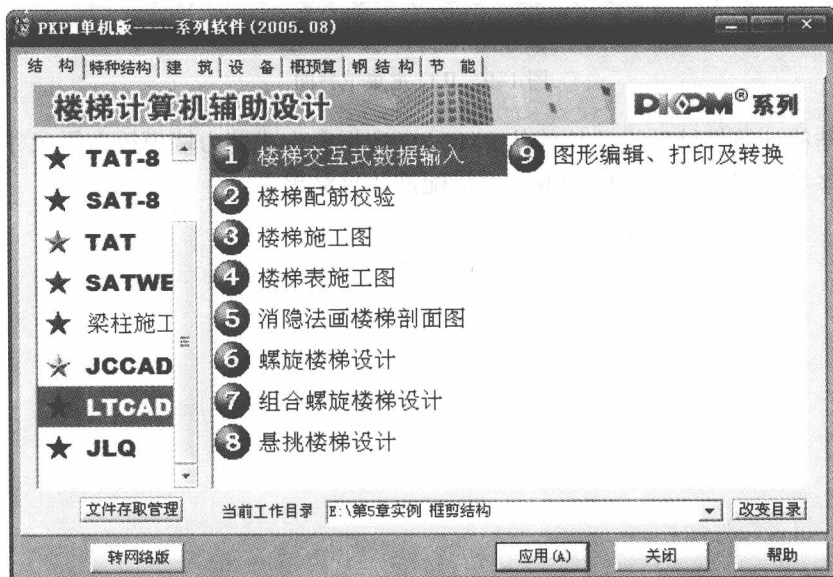 PKPM单机版-----系列软件(2005.08)
结 构 特种结构 建 筑 设 备 概预算 钢 结 构 节 能
楼梯计算机辅助设计 PKPM® 系列
TAT-8
SAT-8
TAT
SATWE
梁柱施工
JCCAD
LTCAD
JLQ
1 楼梯交互式数据输入
2 楼梯配筋校验
3 楼梯施工图
4 楼梯表施工图
5 消隐法画楼梯剖面图
6 螺旋楼梯设计
7 组合螺旋楼梯设计
8 悬挑楼梯设计
9 图形编辑、打印及转换
文件存取管理 当前工作目录 E:\第5章实例 框剪结构 改变目录
转网络版 应用(A) 关闭 帮助